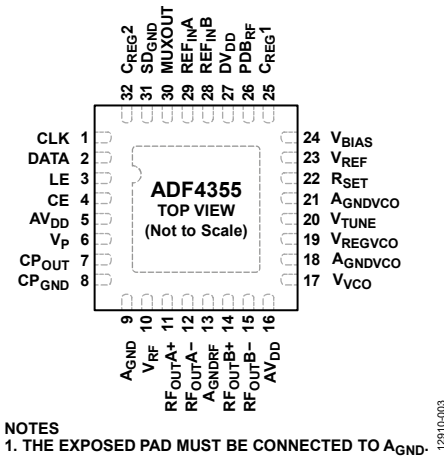 CREG2
SDGND
MUXOUT
REFINA
REFINB
DVDD
PDBRF
CREG1
32 31 30 29 28 27 26 25
CLK 1
DATA 2
LE 3
CE 4
AVDD 5
VP 6
CPOUT 7
CPGND 8
ADF4355
TOP VIEW
(Not to Scale)
24 VBIAS
23 VREF
22 RSET
21 AGNDVCO
20 VTUNE
19 VREGVCO
18 AGNDVCO
17 VVCO
9 10 11 12 13 14 15 16
AGND
VRF
RFOUTA+
RFOUTA−
AGNDRF
RFOUTB+
RFOUTB−
AVDD
NOTES
1. THE EXPOSED PAD MUST BE CONNECTED TO AGND.
12910-003